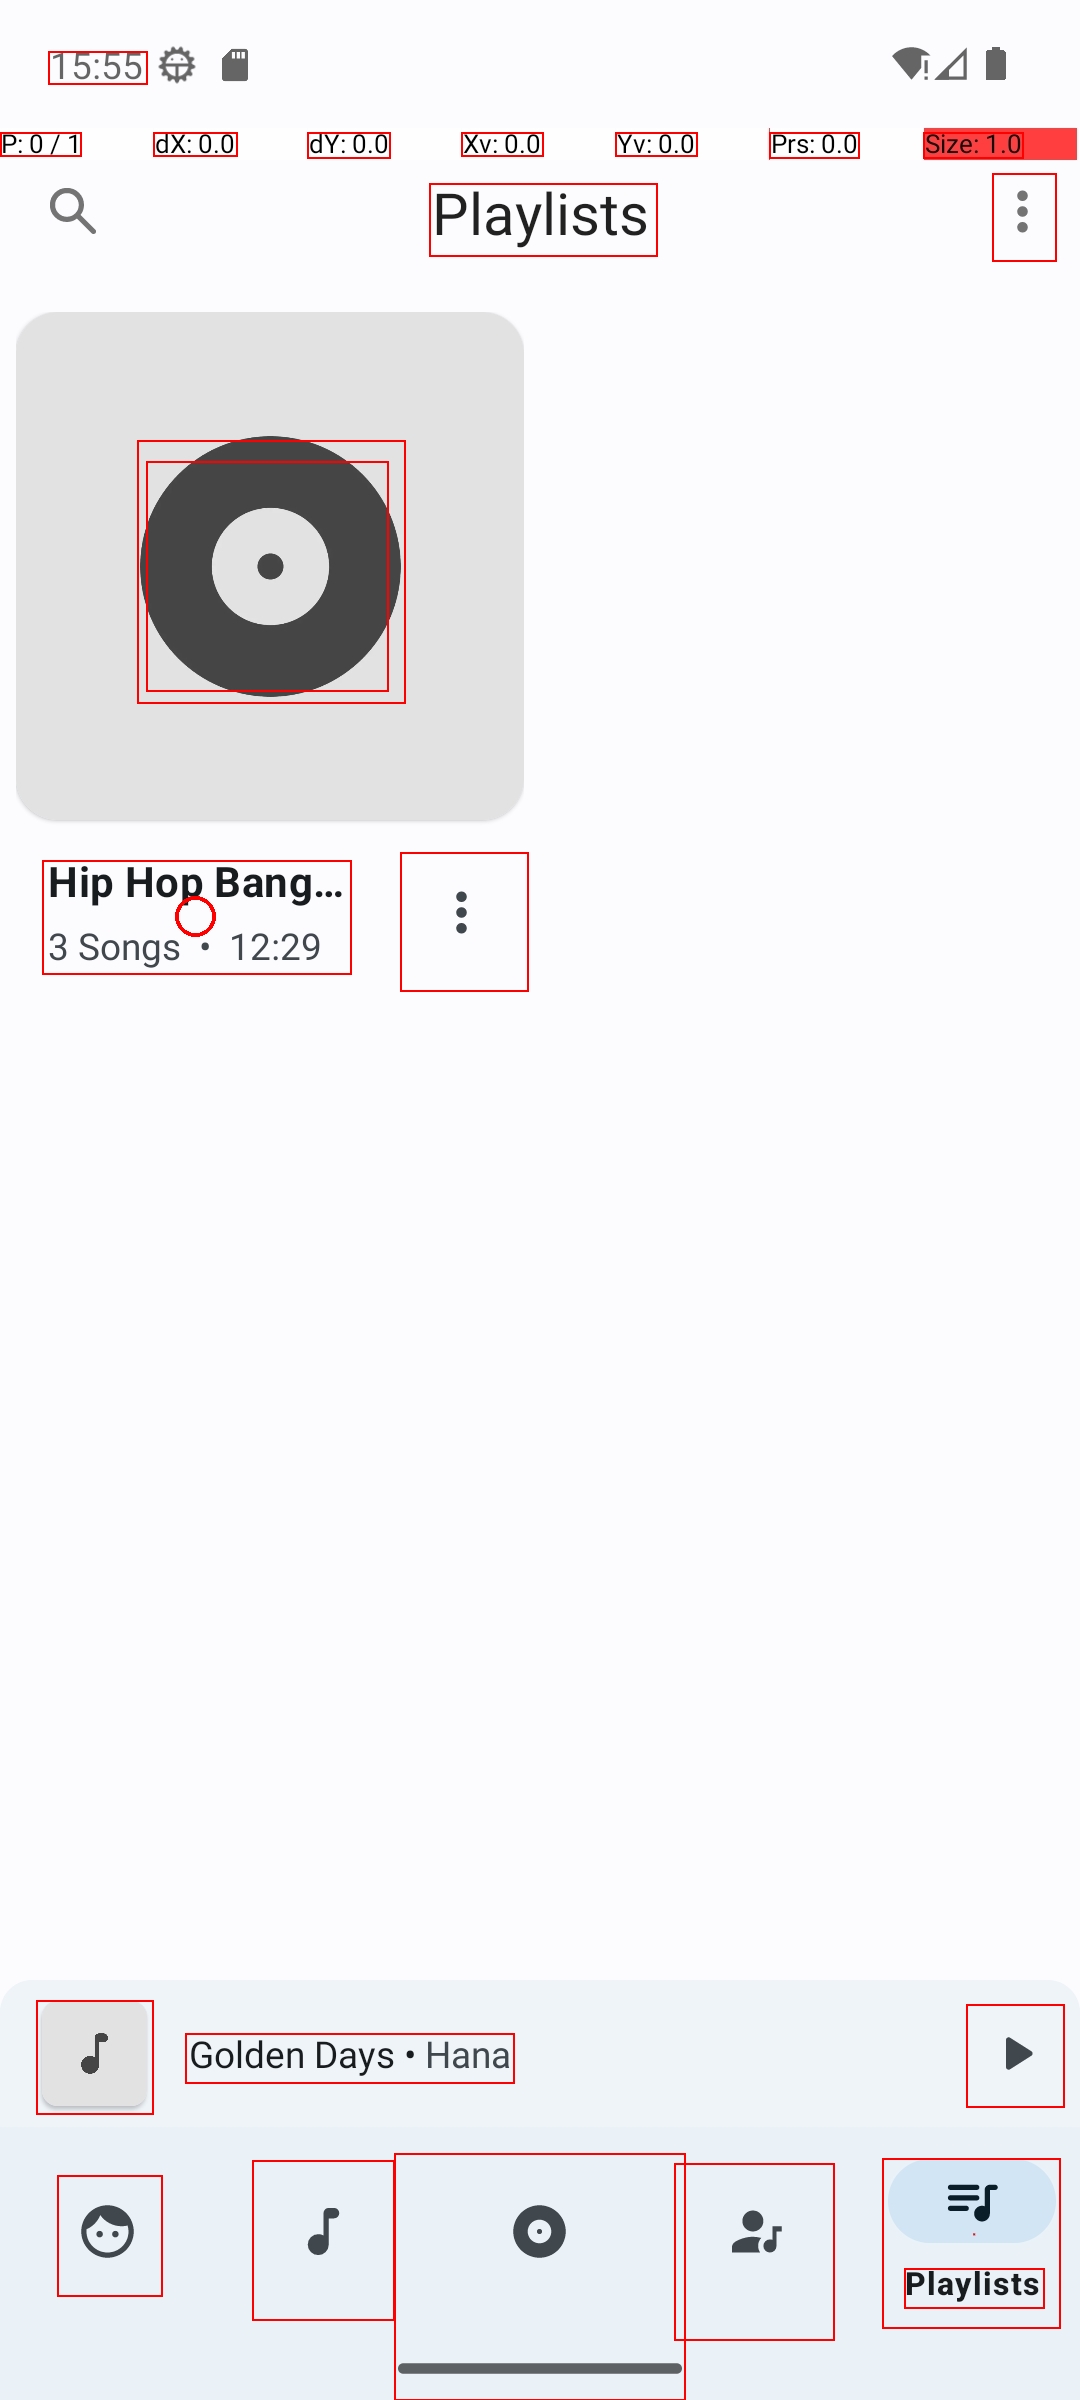 15:55
P: 0 / 1 dX: 0.0 dY: 0.0 Xv: 0.0 Yv: 0.0 Prs: 0.0 Size: 1.0
Playlists
Hip Hop Bang...
3 Songs • 12:29
Golden Days • Hana
Playlists